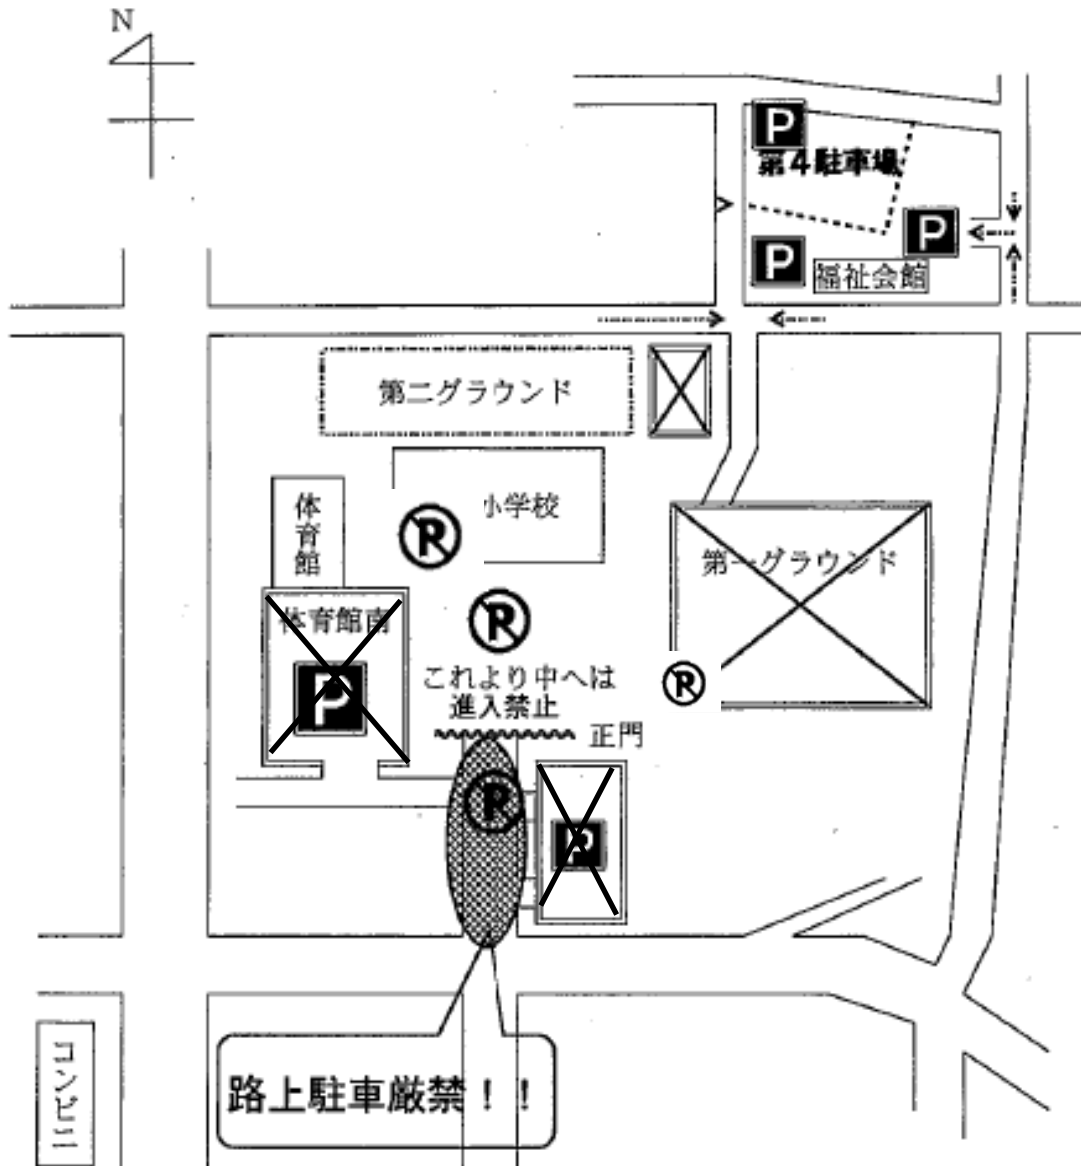 N
P
第4駐車場
P
P
福祉会館
第二グラウンド
小学校
体育館
第一グラウンド
体育館南
P
これより中へは
進入禁止
正門
P
路上駐車厳禁！！
コンビニ
R
R
R
R